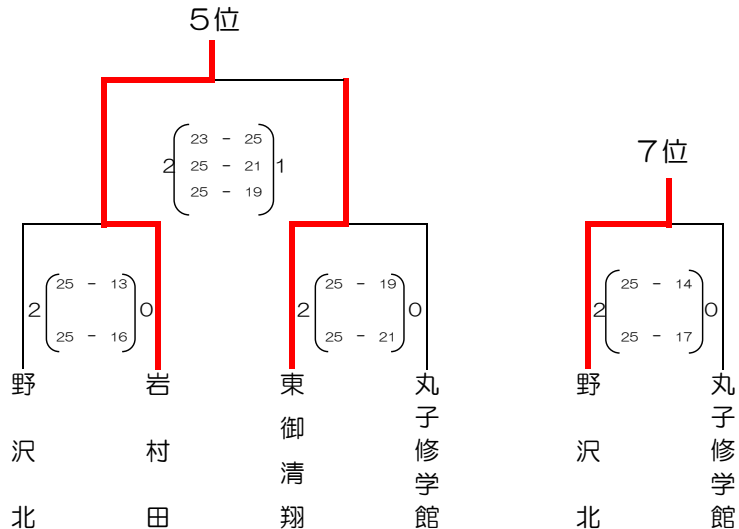 5位
23 - 25
2 25 - 21 1
25 - 19
7位
25 - 13
2 0
25 - 16
25 - 19
2 0
25 - 21
25 - 14
2 0
25 - 17
野沢北
岩村田
東御清翔
丸子修学館
野沢北
丸子修学館